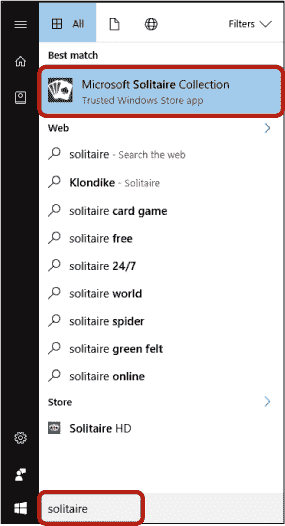 All
Filters
Best match
Microsoft Solitaire Collection
Trusted Windows Store app
Web
solitaire - Search the web
Klondike - Solitaire
solitaire card game
solitaire free
solitaire 24/7
solitaire world
solitaire spider
solitaire green felt
solitaire online
Store
Solitaire HD
solitaire